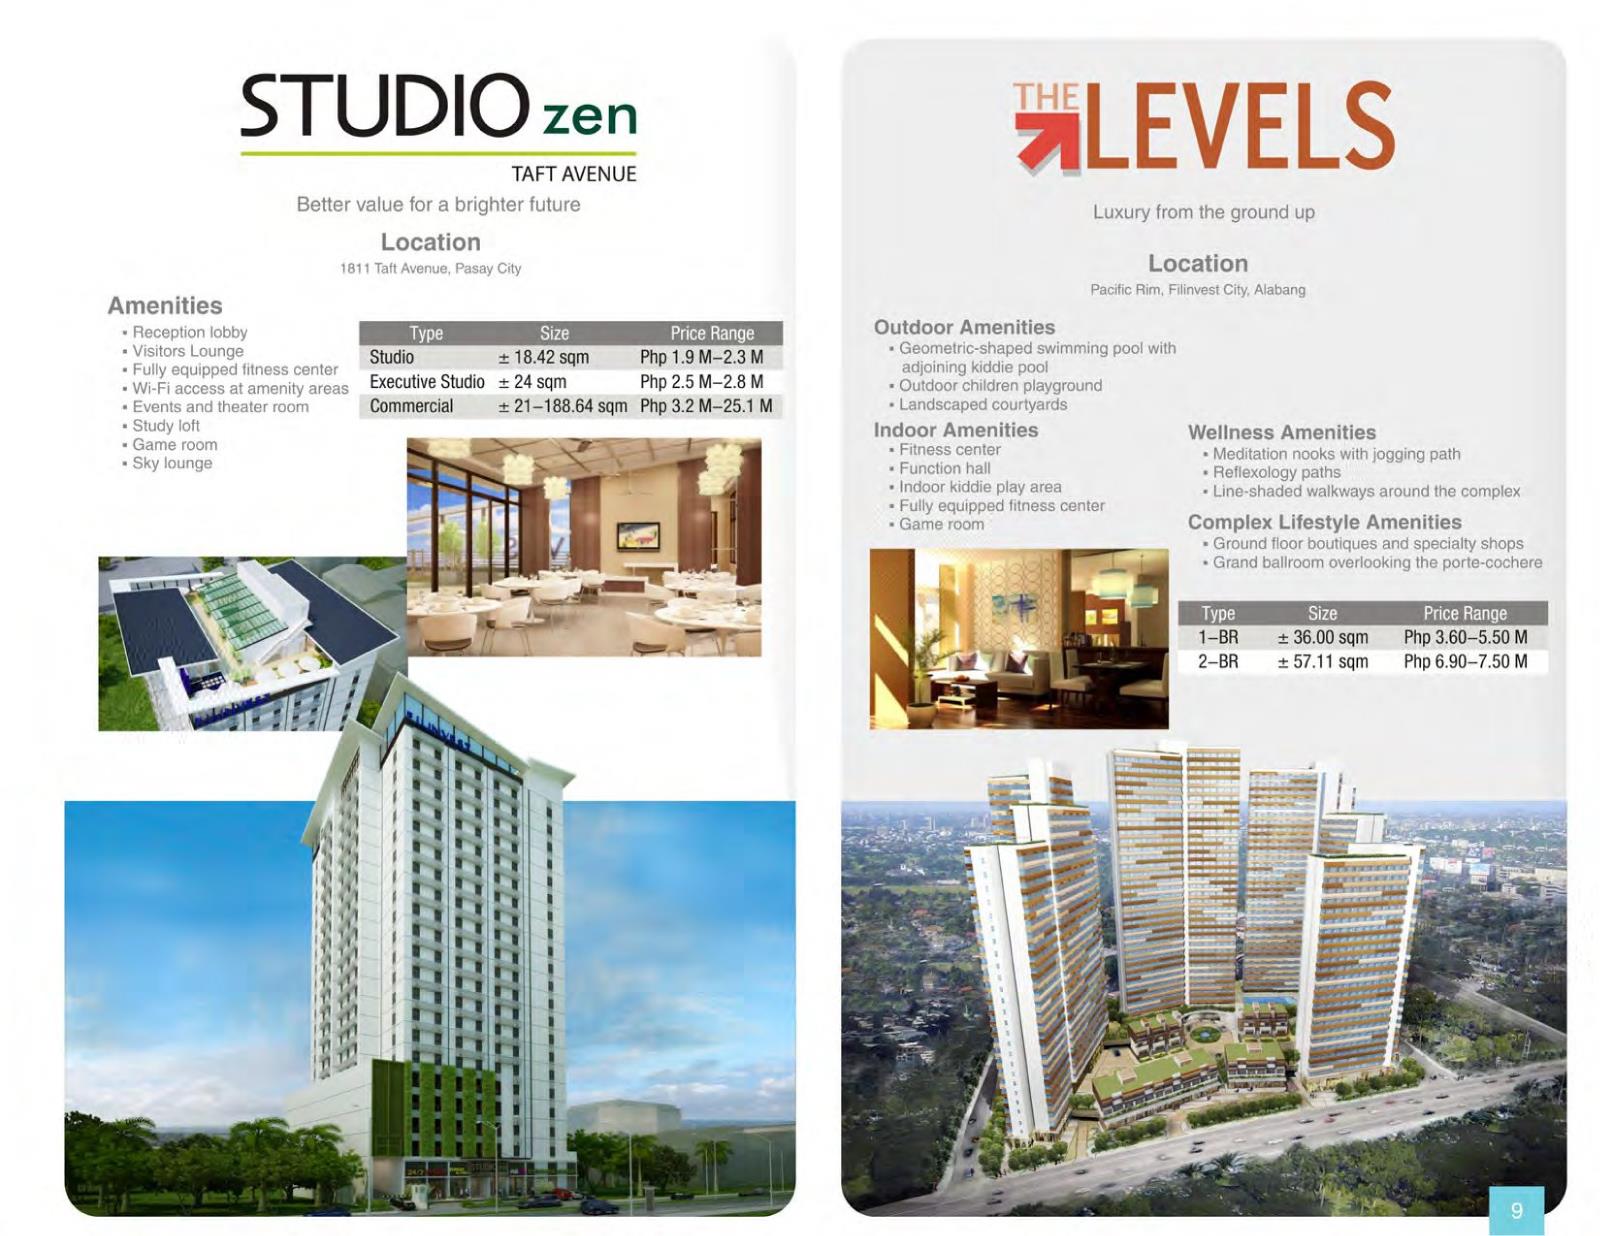 STUDIO zen
TAFT AVENUE
Better value for a brighter future
Location
1811 Taft Avenue, Pasay City
Amenities
▪ Reception lobby
▪ Visitors Lounge
▪ Fully equipped fitness center
▪ Wi-Fi access at amenity areas
▪ Events and theater room
▪ Study loft
▪ Game room
▪ Sky lounge
Type Size Price Range
Studio ± 18.42 sqm Php 1.9 M–2.3 M
Executive Studio ± 24 sqm Php 2.5 M–2.8 M
Commercial ± 21–188.64 sqm Php 3.2 M–25.1 M
FILINVEST
24/7
STUDIO
THE LEVELS
Luxury from the ground up
Location
Pacific Rim, Filinvest City, Alabang
Outdoor Amenities
▪ Geometric-shaped swimming pool with
adjoining kiddie pool
▪ Outdoor children playground
▪ Landscaped courtyards
Indoor Amenities
▪ Fitness center
▪ Function hall
▪ Indoor kiddie play area
▪ Fully equipped fitness center
▪ Game room
Wellness Amenities
▪ Meditation nooks with jogging path
▪ Reflexology paths
▪ Line-shaded walkways around the complex
Complex Lifestyle Amenities
▪ Ground floor boutiques and specialty shops
▪ Grand ballroom overlooking the porte-cochere
Type Size Price Range
1–BR ± 36.00 sqm Php 3.60–5.50 M
2–BR ± 57.11 sqm Php 6.90–7.50 M
9